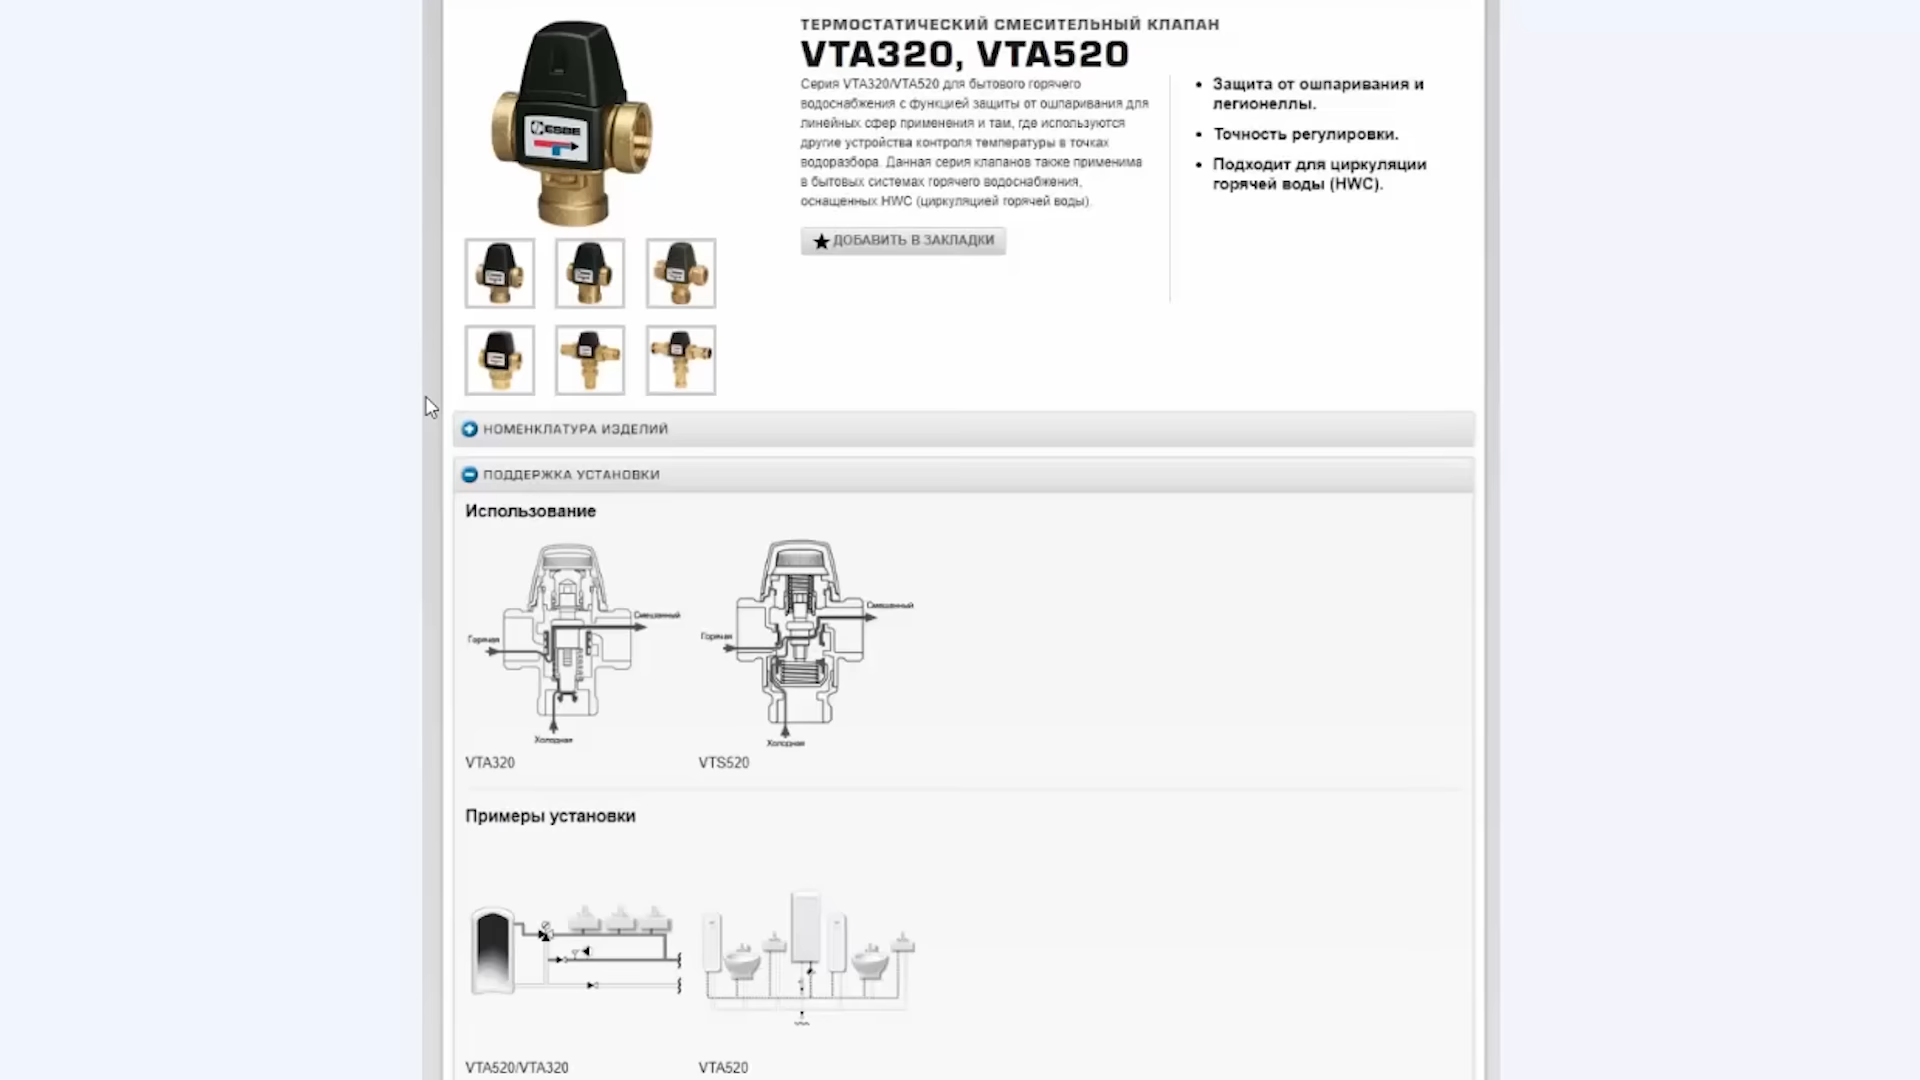 ТЕРМОСТАТИЧЕСКИЙ СМЕСИТЕЛЬНЫЙ КЛАПАН
VTA320, VTA520
Серия VTA320/VTA520 для бытового горячего
водоснабжения с функцией защиты от ошпаривания для
линейных сфер применения и там, где используются
другие устройства контроля температуры в точках
водоразбора. Данная серия клапанов также применима
в бытовых системах горячего водоснабжения,
оснащенных HWC (циркуляцией горячей воды).
• Защита от ошпаривания и
легионеллы.
• Точность регулировки.
• Подходит для циркуляции
горячей воды (HWC).
ESBE
ДОБАВИТЬ В ЗАКЛАДКИ
НОМЕНКЛАТУРА ИЗДЕЛИЙ
ПОДДЕРЖКА УСТАНОВКИ
Использование
Смешанный
Горячая
Холодная
VTA320
Смешанный
Горячая
Холодная
VTS520
Примеры установки
VTA520/VTA320
VTA520